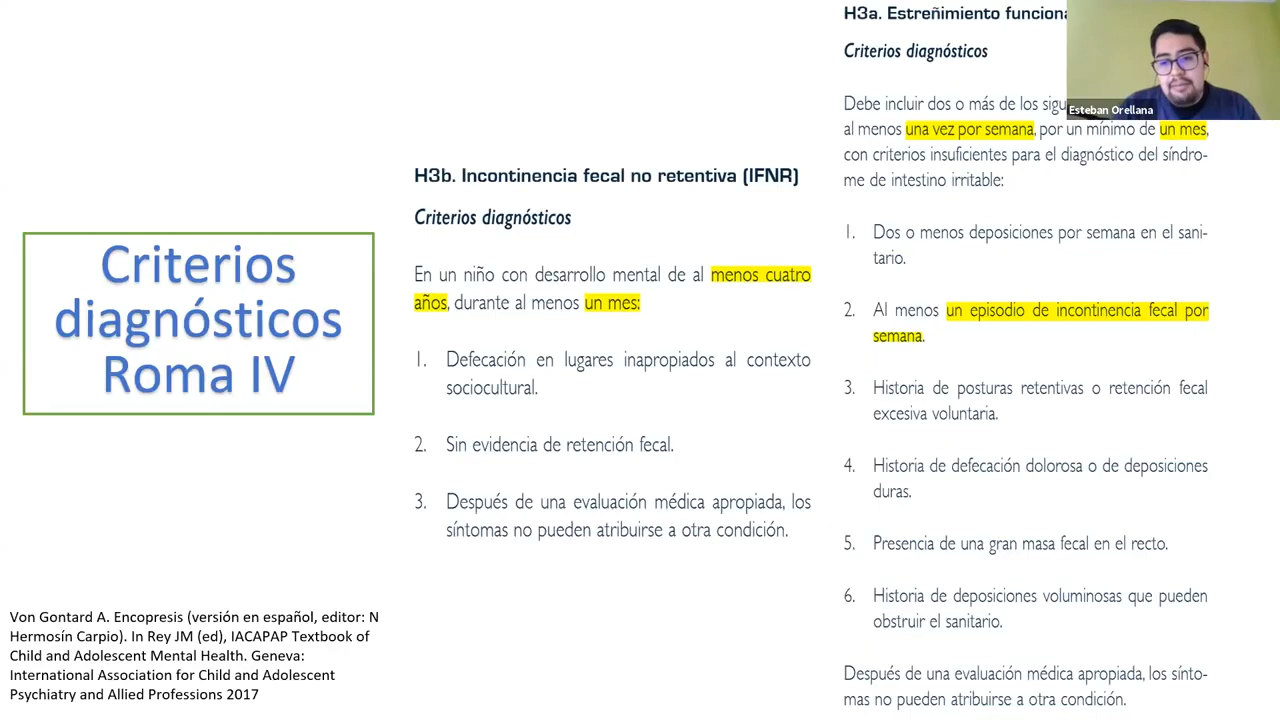 Criterios
diagnósticos
Roma IV
Von Gontard A. Encopresis (versión en español, editor: N
Hermosín Carpio). In Rey JM (ed), IACAPAP Textbook of
Child and Adolescent Mental Health. Geneva:
International Association for Child and Adolescent
Psychiatry and Allied Professions 2017
H3b. Incontinencia fecal no retentiva (IFNR)
Criterios diagnósticos
En un niño con desarrollo mental de al menos cuatro
años, durante al menos un mes:
1. Defecación en lugares inapropiados al contexto
sociocultural.
2. Sin evidencia de retención fecal.
3. Después de una evaluación médica apropiada, los
síntomas no pueden atribuirse a otra condición.
H3a. Estreñimiento funciona
Criterios diagnósticos
Debe incluir dos o más de los sigu
al menos una vez por semana, por un mínimo de un mes,
con criterios insuficientes para el diagnóstico del síndro-
me de intestino irritable:
1. Dos o menos deposiciones por semana en el sani-
tario.
2. Al menos un episodio de incontinencia fecal por
semana.
3. Historia de posturas retentivas o retención fecal
excesiva voluntaria.
4. Historia de defecación dolorosa o de deposiciones
duras.
5. Presencia de una gran masa fecal en el recto.
6. Historia de deposiciones voluminosas que pueden
obstruir el sanitario.
Después de una evaluación médica apropiada, los sínto-
mas no pueden atribuirse a otra condición.
Esteban Orellana